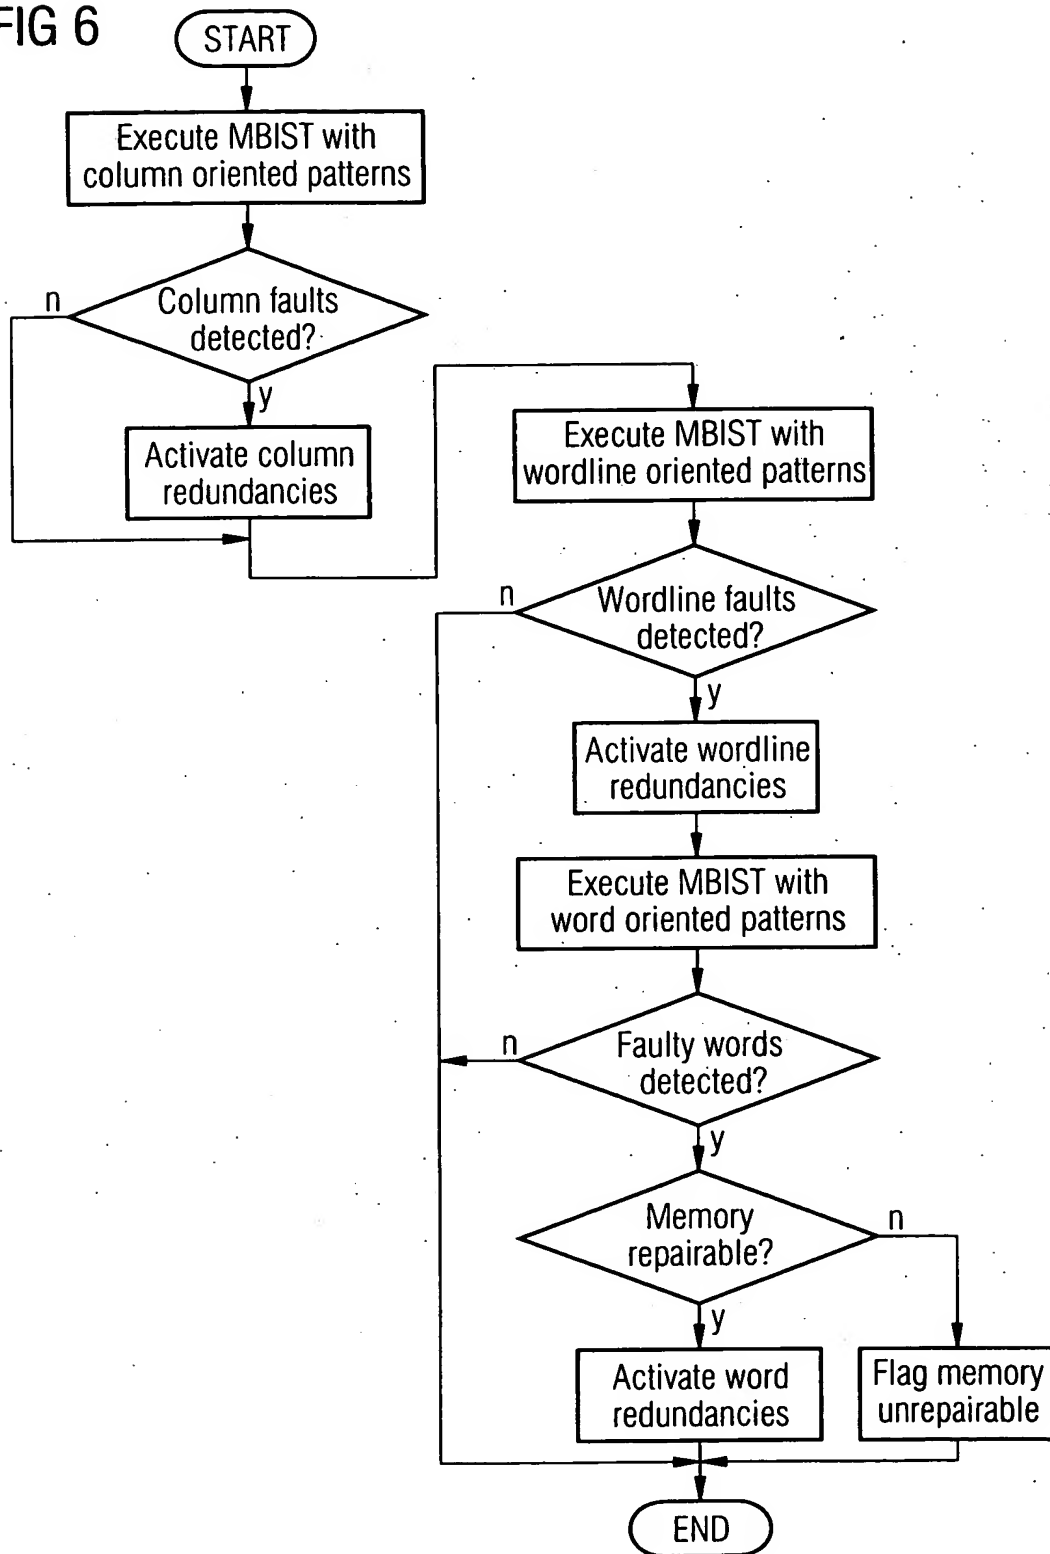 FIG 6
START
Execute MBIST with
column oriented patterns
n
Column faults
detected?
y
Activate column
redundancies
Execute MBIST with
wordline oriented patterns
n
Wordline faults
detected?
y
Activate wordline
redundancies
Execute MBIST with
word oriented patterns
n
Faulty words
detected?
y
Memory
repairable?
n
y
Activate word
redundancies
Flag memory
unrepairable
END